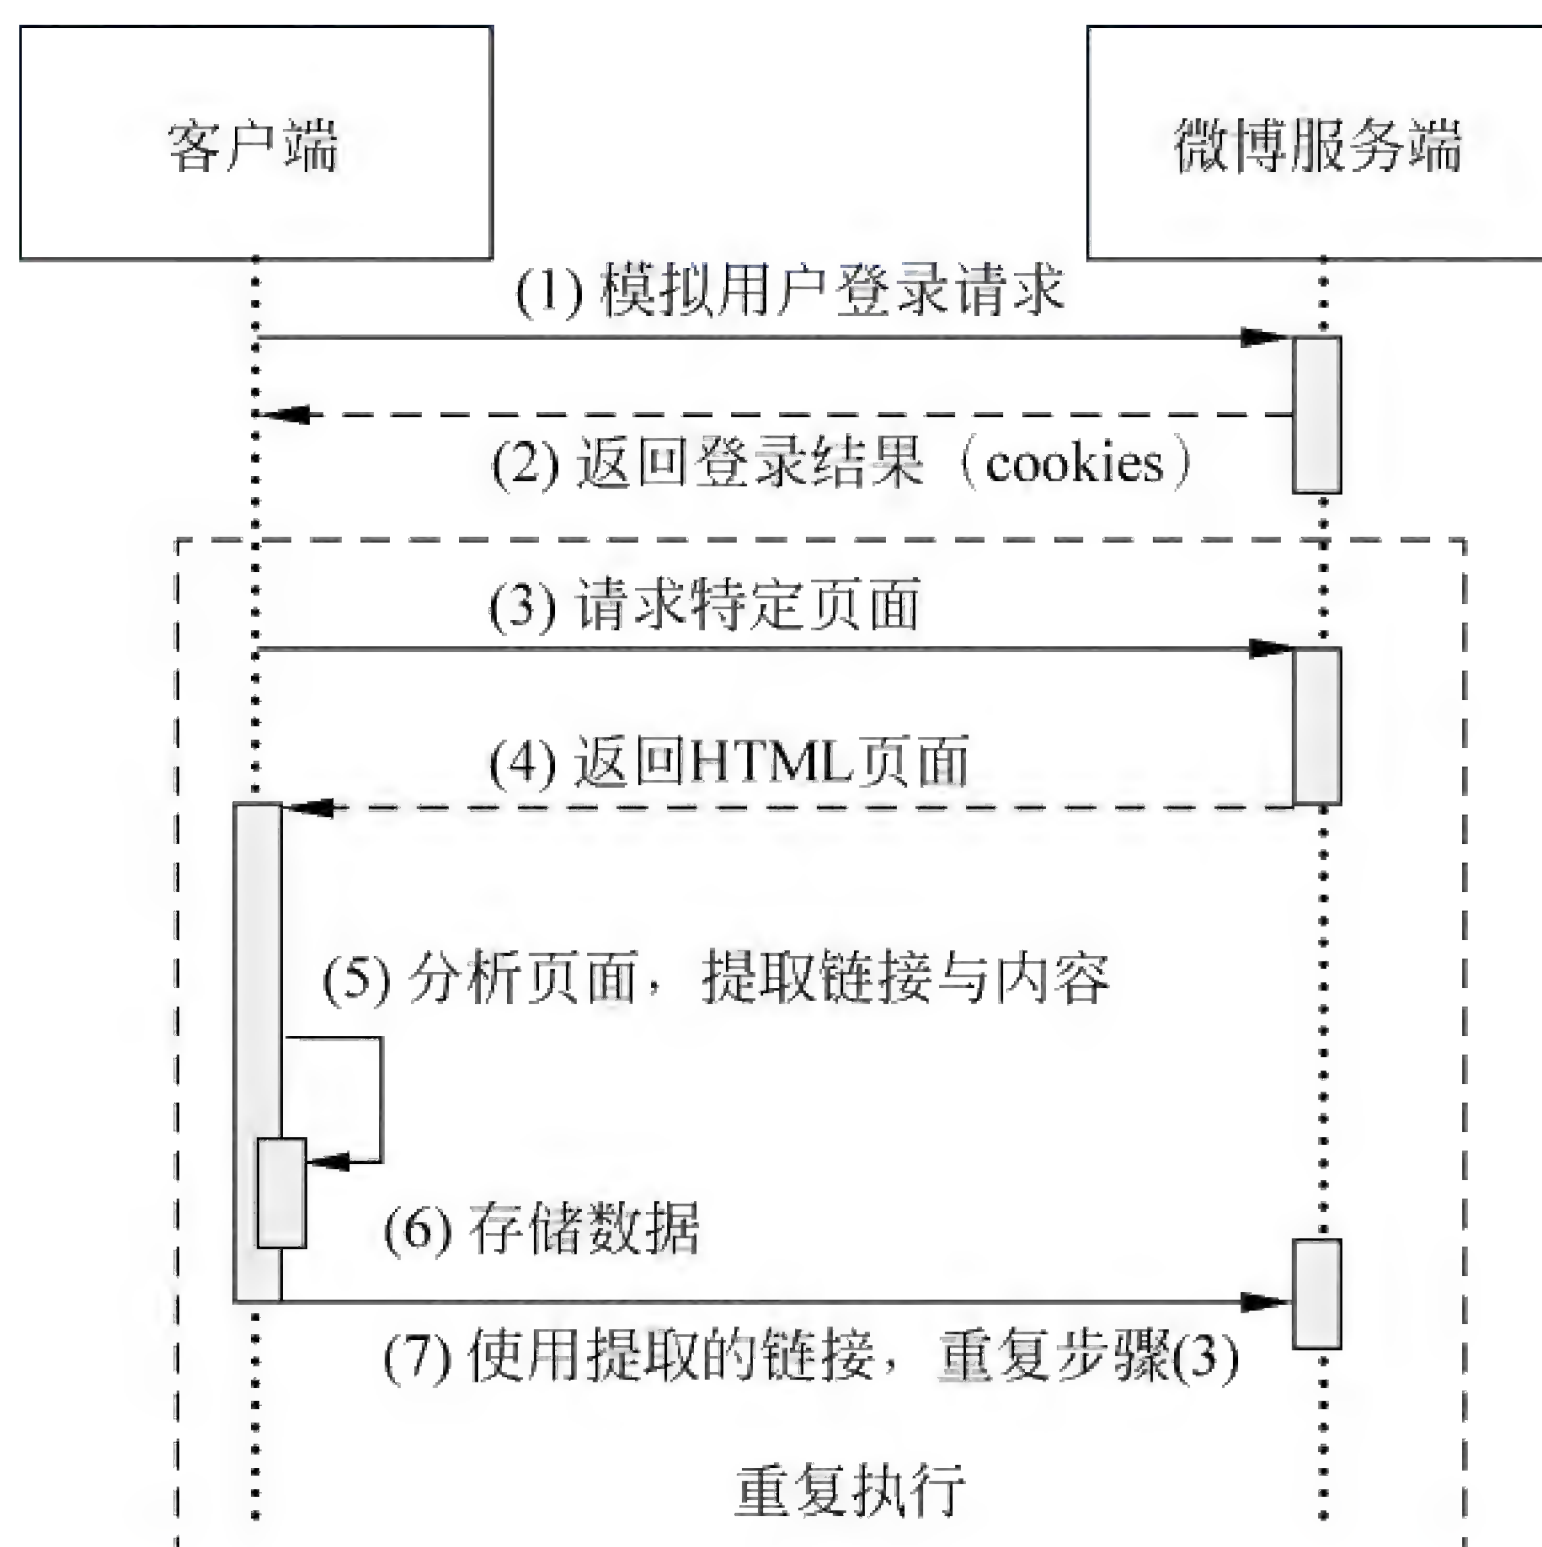 客户端
微博服务端
(1) 模拟用户登录请求
(2) 返回登录结果（cookies）
(3) 请求特定页面
(4) 返回HTML页面
(5) 分析页面，提取链接与内容
(6) 存储数据
(7) 使用提取的链接，重复步骤(3)
重复执行